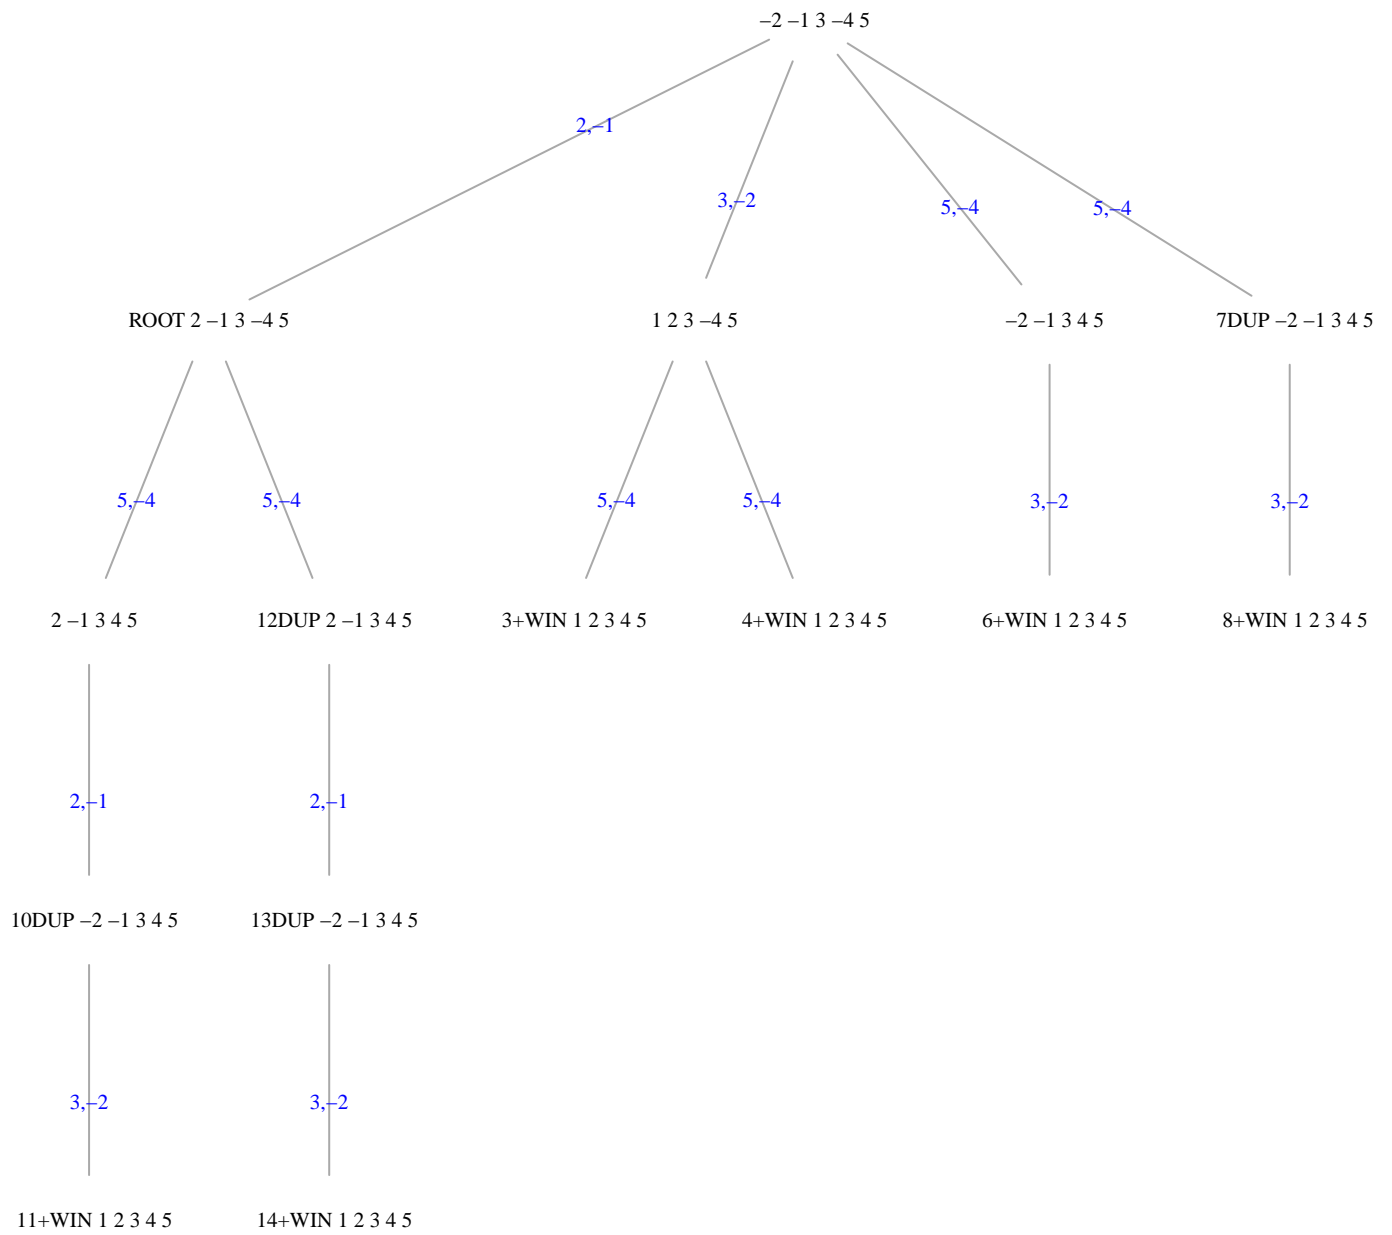 –2 –1 3 –4 5
2,–1
3,–2
5,–4
5,–4
ROOT 2 –1 3 –4 5
1 2 3 –4 5
–2 –1 3 4 5
7DUP –2 –1 3 4 5
5,–4
5,–4
5,–4
5,–4
3,–2
3,–2
2 –1 3 4 5
12DUP 2 –1 3 4 5
3+WIN 1 2 3 4 5
4+WIN 1 2 3 4 5
6+WIN 1 2 3 4 5
8+WIN 1 2 3 4 5
2,–1
2,–1
10DUP –2 –1 3 4 5
13DUP –2 –1 3 4 5
3,–2
3,–2
11+WIN 1 2 3 4 5
14+WIN 1 2 3 4 5